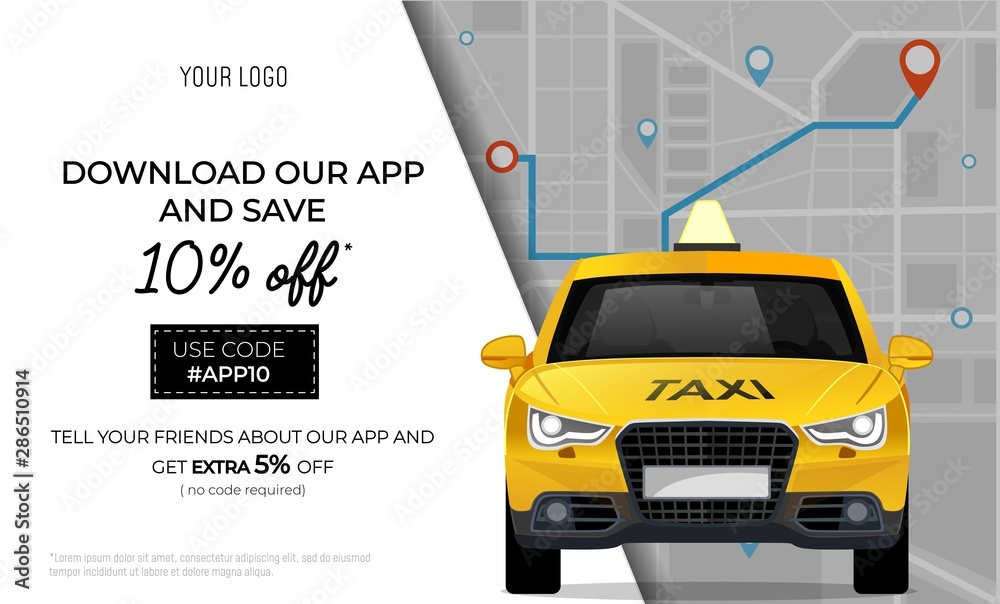 YOUR LOGO
DOWNLOAD OUR APP
AND SAVE
10% off*
USE CODE
#APP10
TELL YOUR FRIENDS ABOUT OUR APP AND
GET EXTRA 5% OFF
( no code required)
*Lorem ipsum dolor sit amet, consectetur adipiscing elit, sed do eiusmod
tempor incididunt ut labore et dolore magna aliqua.
TAXI
Adobe Stock | #286510914